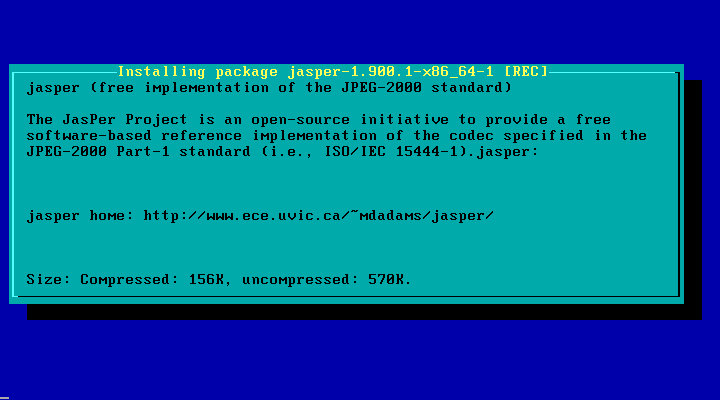 Installing package jasper-1.900.1-x86_64-1 [REC]
jasper (free implementation of the JPEG-2000 standard)
The JasPer Project is an open-source initiative to provide a free
software-based reference implementation of the codec specified in the
JPEG-2000 Part-1 standard (i.e., ISO/IEC 15444-1).jasper:
jasper home: http://www.ece.uvic.ca/~mdadams/jasper/
Size: Compressed: 156K, uncompressed: 570K.